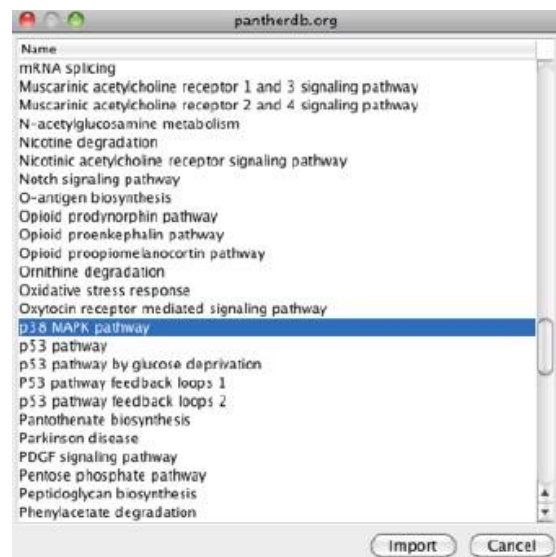 pantherdb.org
Name
mRNA splicing
Muscarinic acetylcholine receptor 1 and 3 signaling pathway
Muscarinic acetylcholine receptor 2 and 4 signaling pathway
N-acetylglucosamine metabolism
Nicotine degradation
Nicotinic acetylcholine receptor signaling pathway
Notch signaling pathway
O-antigen biosynthesis
Opioid prodynorphin pathway
Opioid proenkephalin pathway
Opioid proopiomelanocortin pathway
Ornithine degradation
Oxidative stress response
Oxytocin receptor mediated signaling pathway
p38 MAPK pathway
p53 pathway
p53 pathway by glucose deprivation
P53 pathway feedback loops 1
p53 pathway feedback loops 2
Pantothenate biosynthesis
Parkinson disease
PDGF signaling pathway
Pentose phosphate pathway
Peptidoglycan biosynthesis
Phenylacetate degradation
Import Cancel